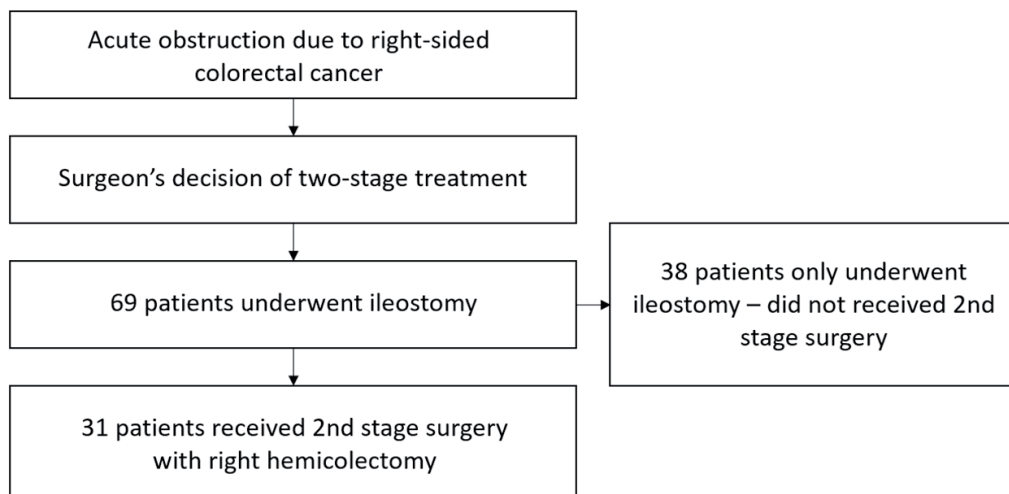 Acute obstruction due to right-sided
colorectal cancer
Surgeon’s decision of two-stage treatment
69 patients underwent ileostomy
38 patients only underwent
ileostomy – did not received 2nd
stage surgery
31 patients received 2nd stage surgery
with right hemicolectomy